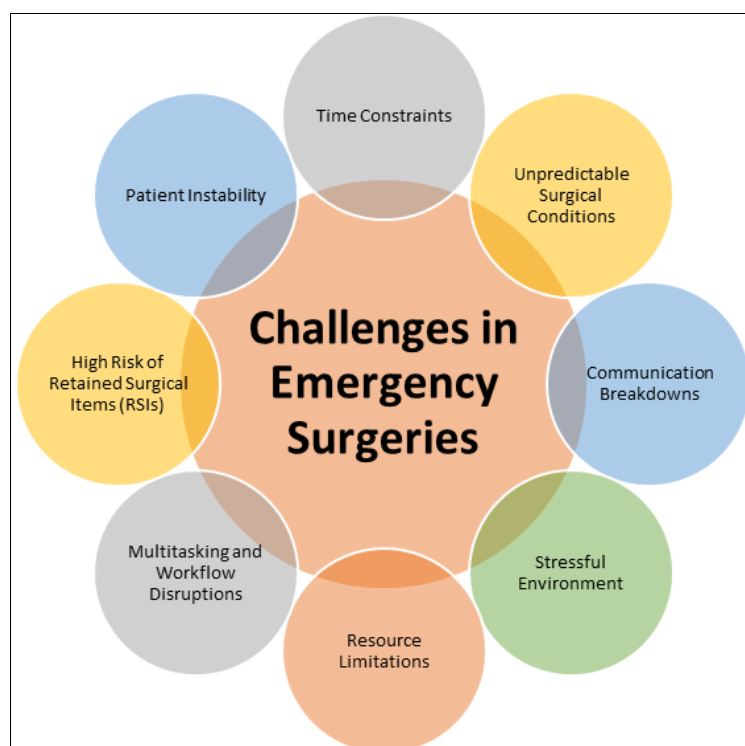 Time Constraints
Unpredictable
Surgical
Conditions
Communication
Breakdowns
Stressful
Environment
Resource
Limitations
Multitasking and
Workflow
Disruptions
High Risk of
Retained Surgical
Items (RSIs)
Patient Instability
Challenges in
Emergency
Surgeries